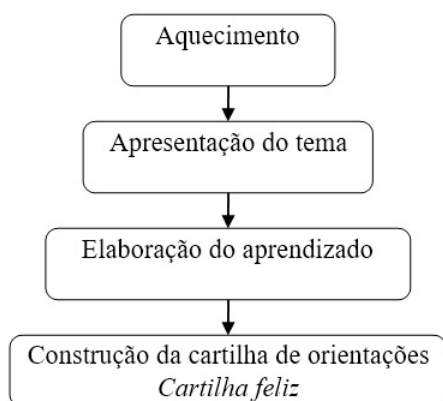 Aquecimento
Apresentação do tema
Elaboração do aprendizado
Construção da cartilha de orientações
Cartilha feliz